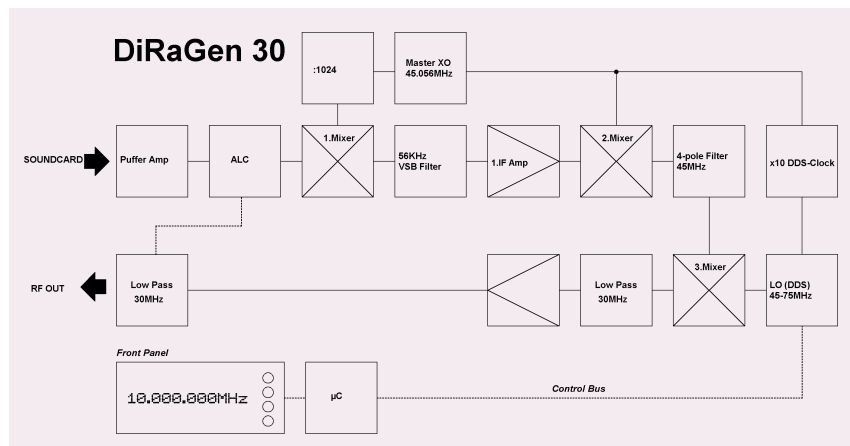 DiRaGen 30
:1024
Master XO
45.056MHz
SOUNDCARD
Puffer Amp
ALC
1.Mixer
56KHz
VSB Filter
1.IF Amp
2.Mixer
4-pole Filter
45MHz
x10 DDS-Clock
RF OUT
Low Pass
30MHz
Low Pass
30MHz
3.Mixer
LO (DDS)
45-75MHz
Front Panel
10.000.000MHz
µC
Control Bus